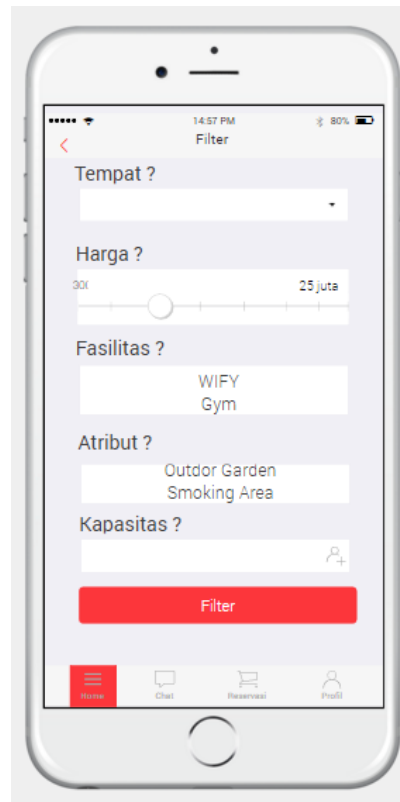 14:57 PM
80%
Filter
Tempat ?
Harga ?
25 juta
Fasilitas ?
WIFY
Gym
Atribut ?
Outdor Garden
Smoking Area
Kapasitas ?
Filter
Home Chat Reservasi Profil